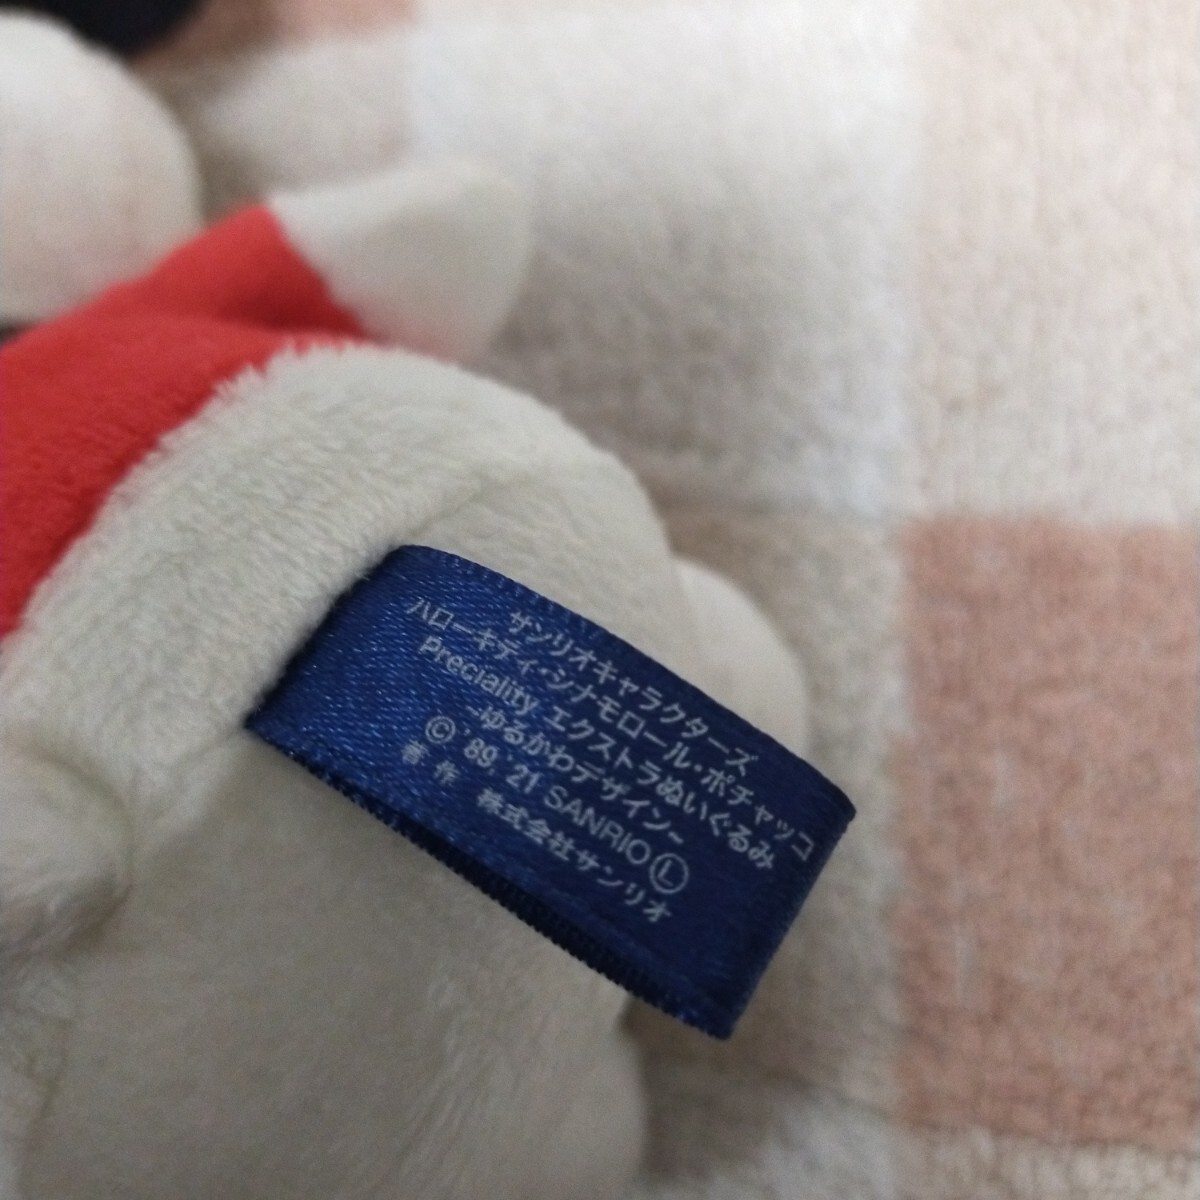 サンリオキャラクターズ
ハローキティ・シナモロール・ポチャッコ
Preciality エクストラぬいぐるみ
~ゆるかわデザイン~
© '89, '21 SANRIO Ⓛ
著作 株式会社サンリオ